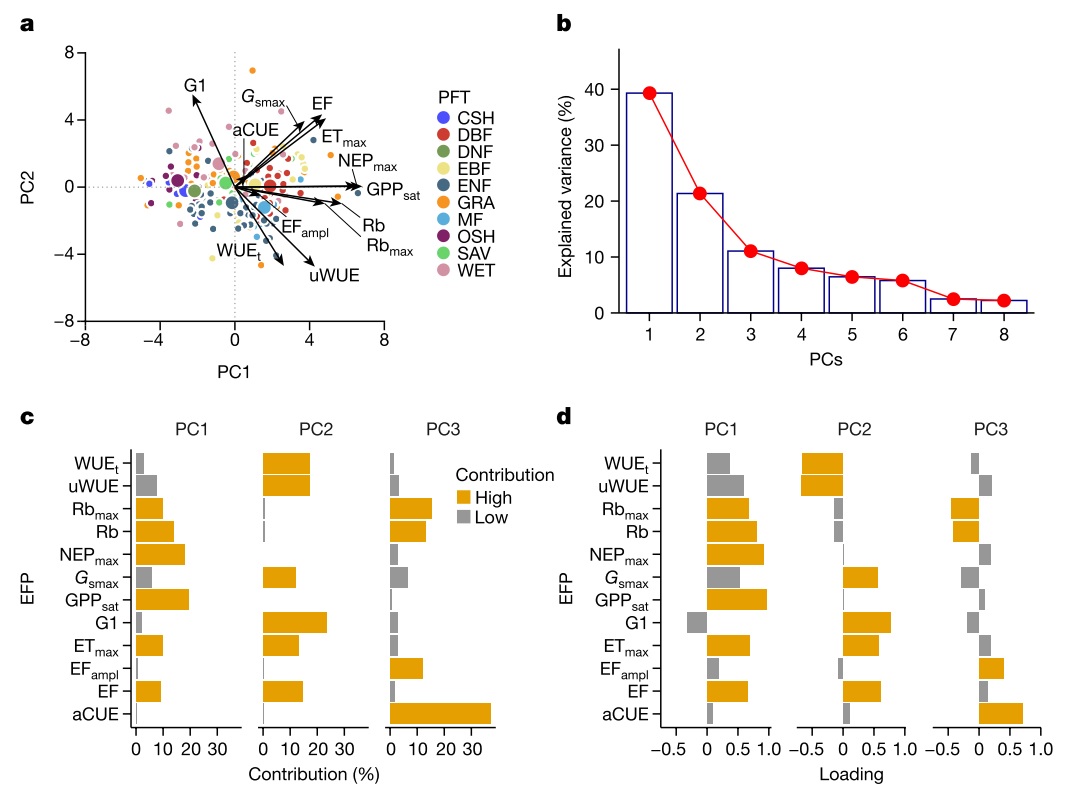 a
8
4
0
−4
−8
−8
−4
0
4
8
PC2
PC1
G1
Gsmax
EF
aCUE
ETmax
NEPmax
GPPsat
Rb
Rbmax
EFampl
WUEt
uWUE
PFT
CSH
DBF
DNF
EBF
ENF
GRA
MF
OSH
SAV
WET
b
Explained variance (%)
40
30
20
10
0
1 2 3 4 5 6 7 8
PCs
c
PC1 PC2 PC3
EFP
WUEt
uWUE
Rbmax
Rb
NEPmax
Gsmax
GPPsat
G1
ETmax
EFampl
EF
aCUE
0 10 20 30 0 10 20 30 0 10 20 30
Contribution (%)
Contribution
High
Low
d
PC1 PC2 PC3
EFP
WUEt
uWUE
Rbmax
Rb
NEPmax
Gsmax
GPPsat
G1
ETmax
EFampl
EF
aCUE
−0.5 0 0.5 1.0 −0.5 0 0.5 1.0 −0.5 0 0.5 1.0
Loading